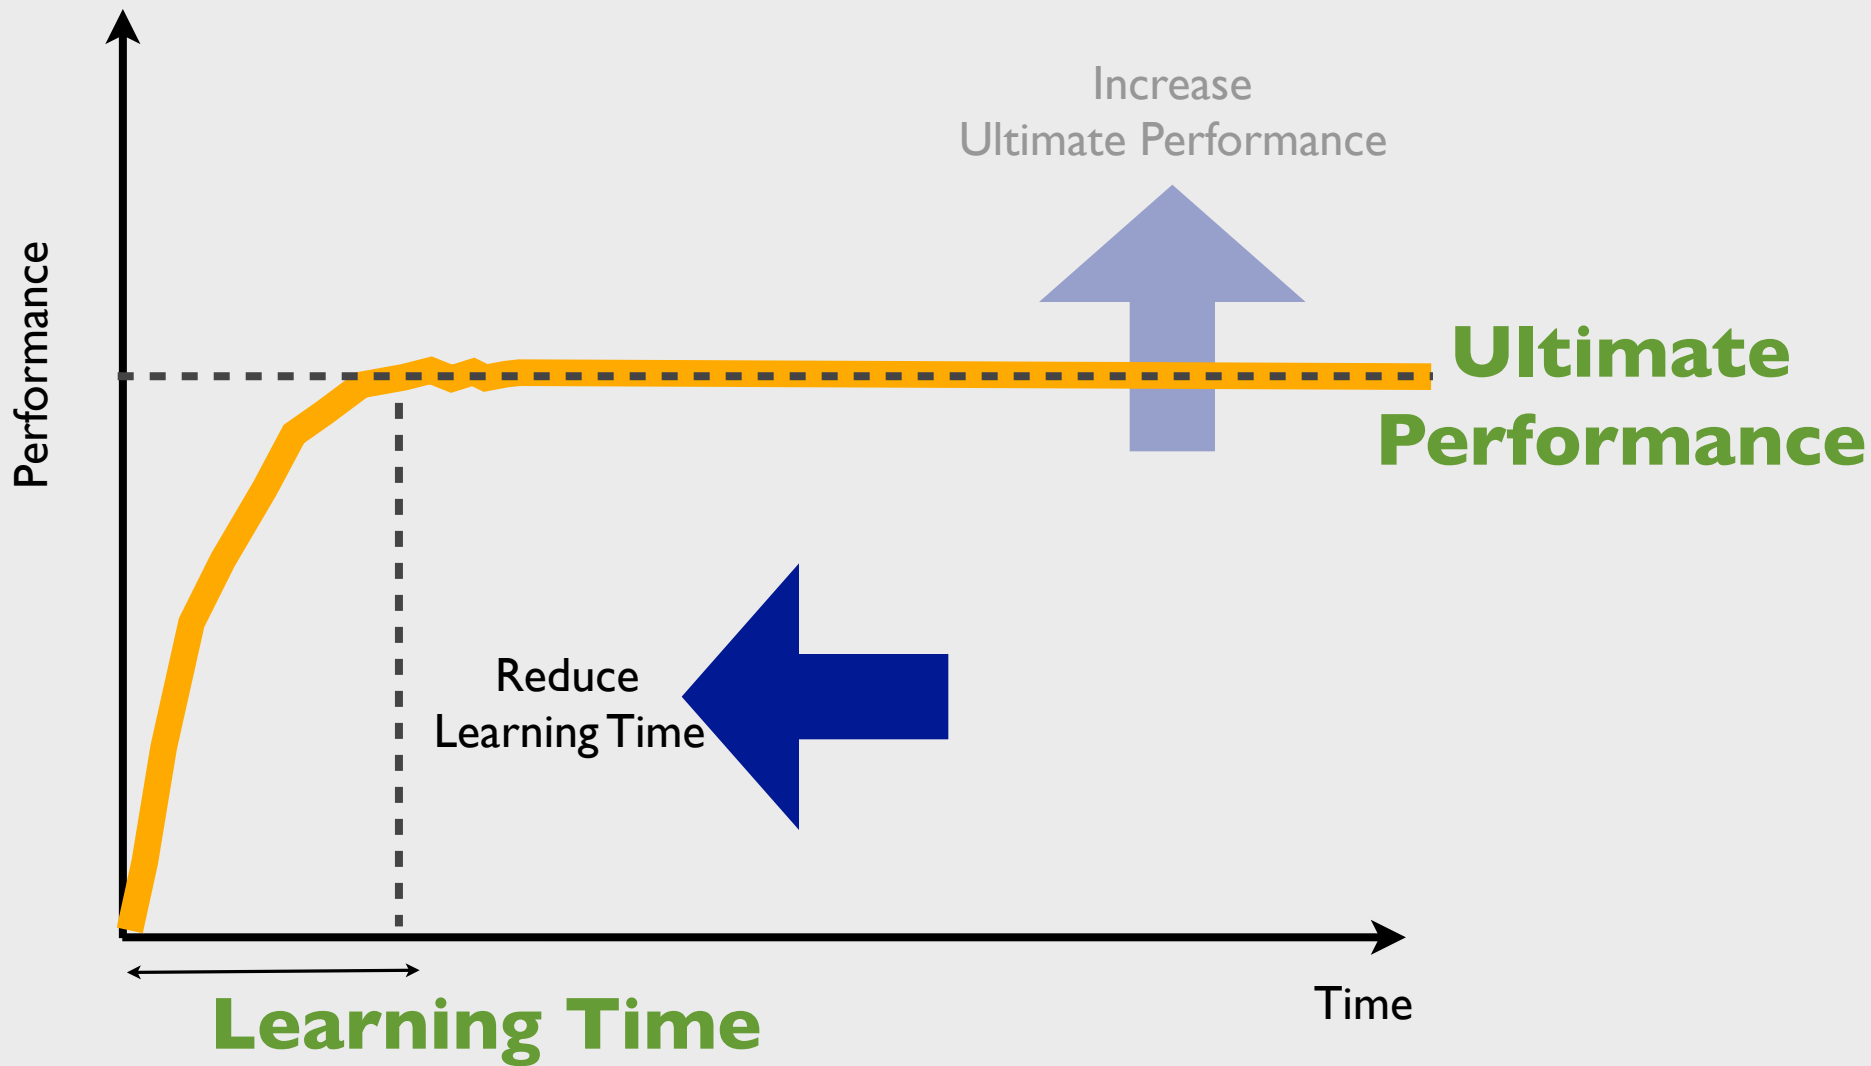 Increase
Ultimate Performance
Performance
Ultimate
Performance
Reduce
Learning Time
Time
Learning Time